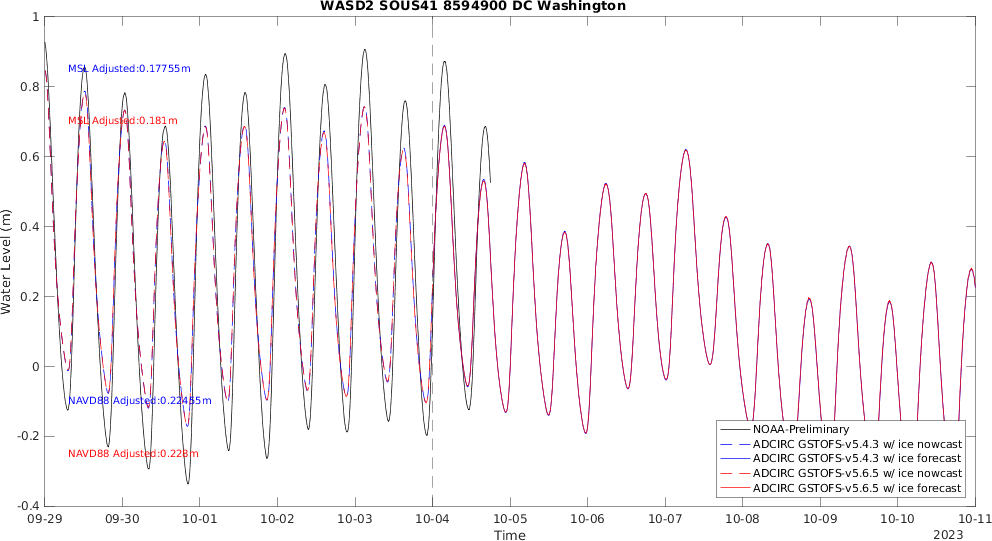 WASD2 SOUS41 8594900 DC Washington
1
0.8
0.6
0.4
0.2
0
-0.2
-0.4
Water Level (m)
MSL Adjusted:0.17755m
MSL Adjusted:0.181m
NAVD88 Adjusted:0.22455m
NAVD88 Adjusted:0.228m
NOAA-Preliminary
ADCIRC GSTOFS-v5.4.3 w/ ice nowcast
ADCIRC GSTOFS-v5.4.3 w/ ice forecast
ADCIRC GSTOFS-v5.6.5 w/ ice nowcast
ADCIRC GSTOFS-v5.6.5 w/ ice forecast
09-29 09-30 10-01 10-02 10-03 10-04 10-05 10-06 10-07 10-08 10-09 10-10 10-11
Time
2023